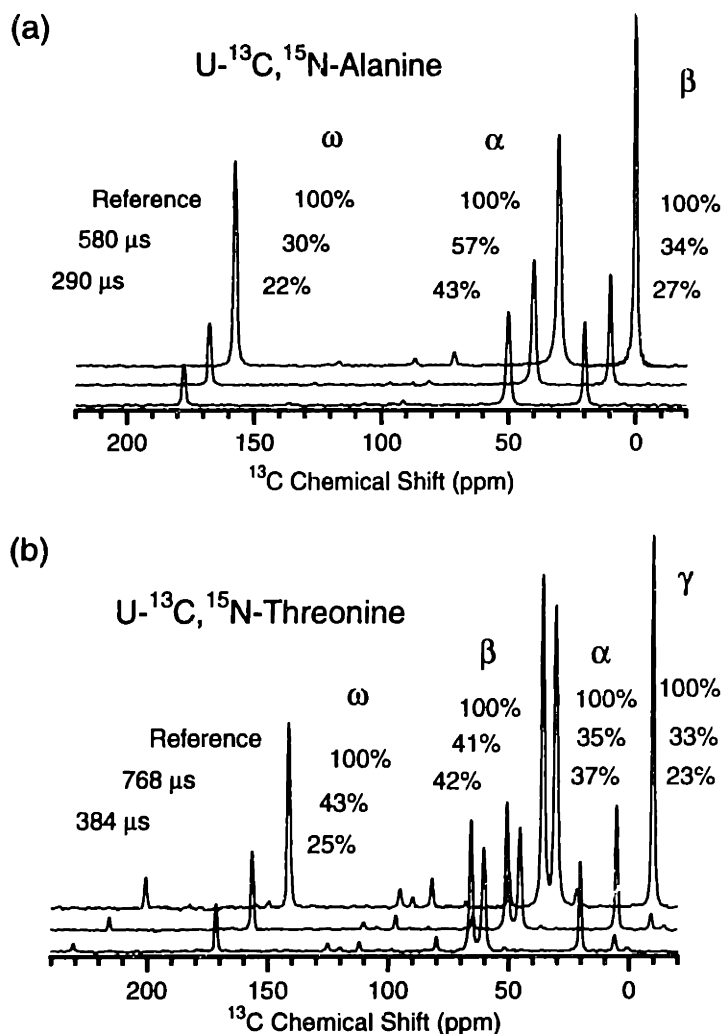 (a)
U-¹³C,¹⁵N-Alanine
β
ω α
Reference 100% 100% 100%
580 μs 30% 57% 34%
290 μs 22% 43% 27%
200 150 100 50 0
¹³C Chemical Shift (ppm)
(b)
γ
U-¹³C,¹⁵N-Threonine
β α
ω 100% 100% 100%
Reference 100% 41% 35% 33%
768 μs 43% 42% 37% 23%
384 μs 25%
200 150 100 50 0
¹³C Chemical Shift (ppm)